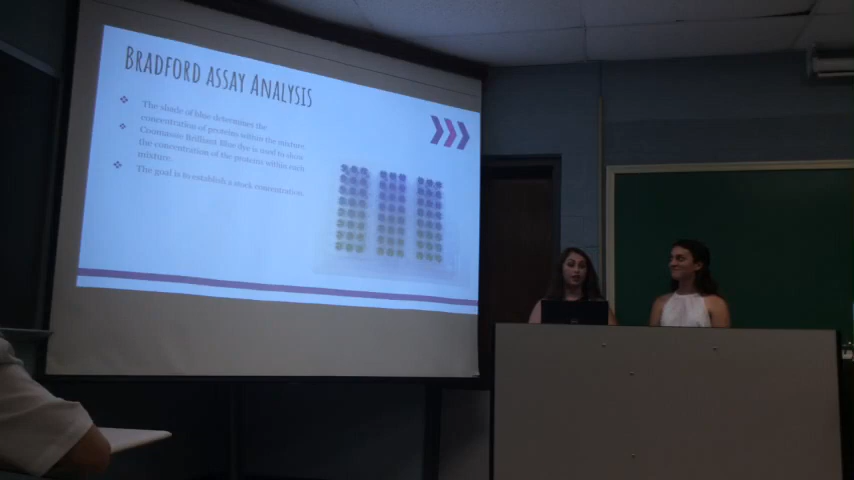 BRADFORD ASSAY ANALYSIS
The shade of blue determines the
concentration of proteins within the mixture.
Coomassie Brilliant Blue dye is used to show
the concentration of the proteins within each
mixture.
The goal is to establish a stock concentration.